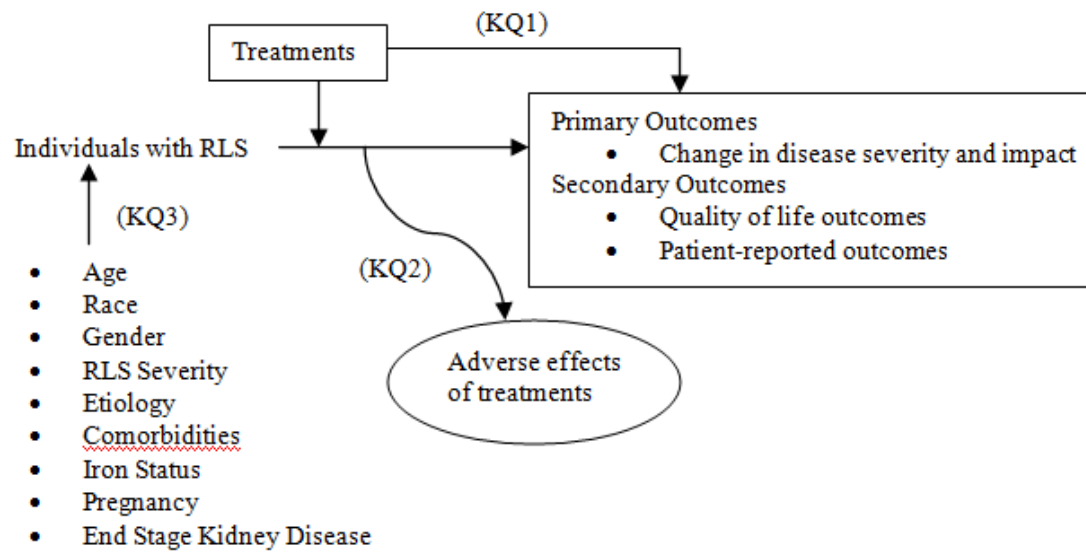 (KQ1)
Treatments
Individuals with RLS
Primary Outcomes
• Change in disease severity and impact
Secondary Outcomes
• Quality of life outcomes
• Patient-reported outcomes
(KQ3)
(KQ2)
• Age
• Race
• Gender
• RLS Severity
• Etiology
• Comorbidities
• Iron Status
• Pregnancy
• End Stage Kidney Disease
Adverse effects
of treatments